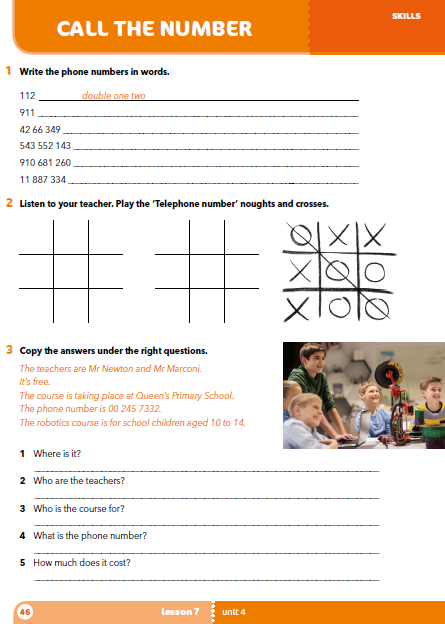 CALL THE NUMBER
SKILLS
1 Write the phone numbers in words.
112 double one two
911
42 66 349
543 552 143
910 681 260
11 887 334
2 Listen to your teacher. Play the ‘Telephone number’ noughts and crosses.
O X X
X O O
X O O
3 Copy the answers under the right questions.
The teachers are Mr Newton and Mr Marconi.
It's free.
The course is taking place at Queen's Primary School.
The phone number is 00 245 7332.
The robotics course is for school children aged 10 to 14.
1 Where is it?
2 Who are the teachers?
3 Who is the course for?
4 What is the phone number?
5 How much does it cost?
46 lesson 7 unit 4